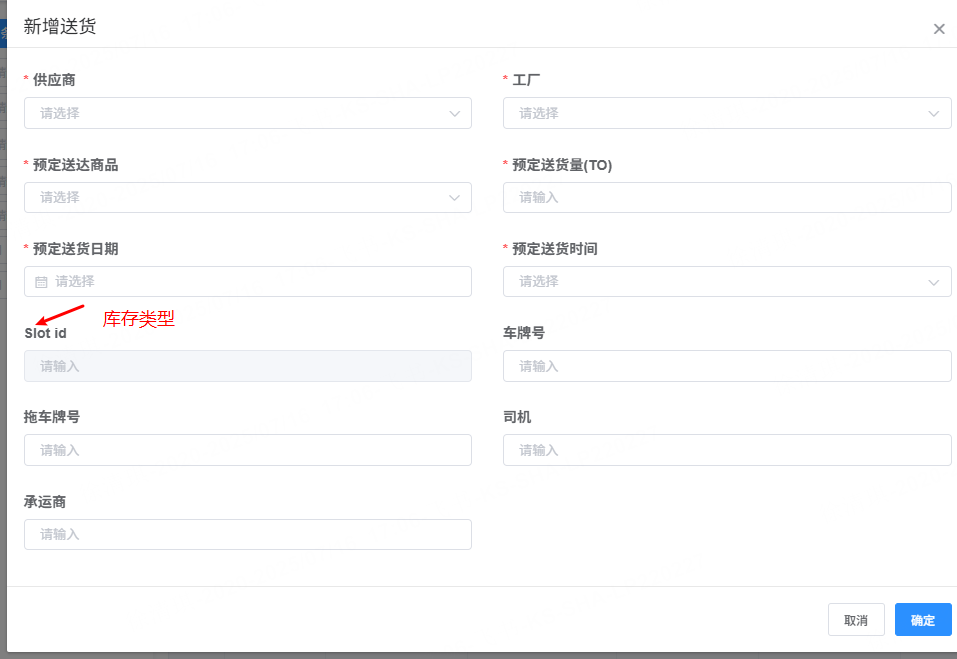 新增送货
* 供应商
* 工厂
请选择
请选择
* 预定送达商品
* 预定送货量(TO)
请选择
请输入
* 预定送货日期
* 预定送货时间
请选择
请选择
库存类型
Slot id
车牌号
请输入
请输入
拖车牌号
司机
请输入
请输入
承运商
请输入
取消
确定